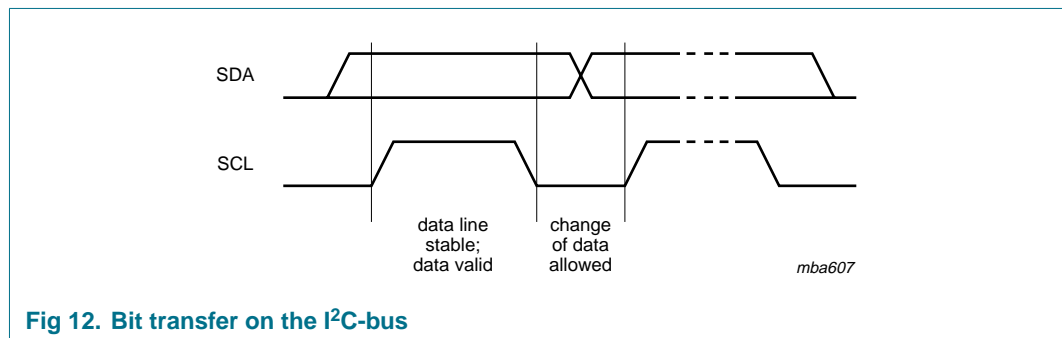 SDA
SCL
data line
stable;
data valid
change
of data
allowed
mba607
Fig 12. Bit transfer on the I²C-bus